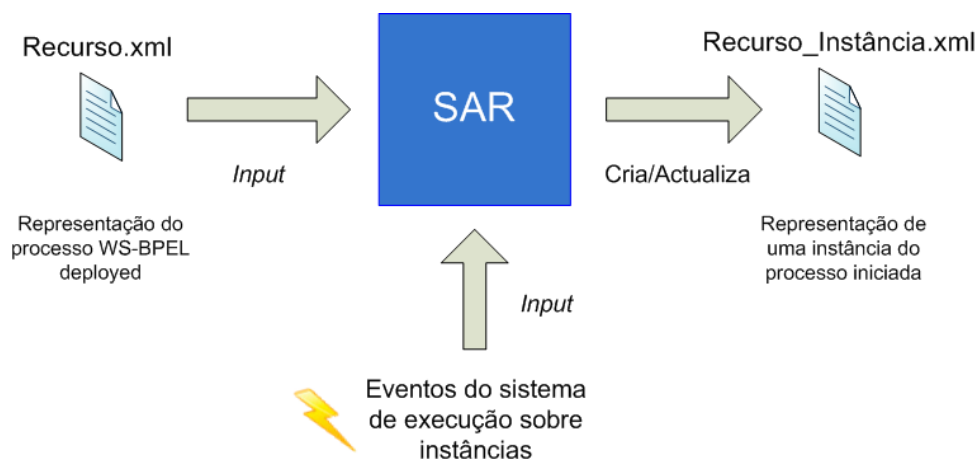 Recurso.xml
Recurso_Instância.xml
SAR
Input
Cria/Actualiza
Representação do
processo WS-BPEL
deployed
Representação de
uma instância do
processo iniciada
Input
Eventos do sistema
de execução sobre
instâncias